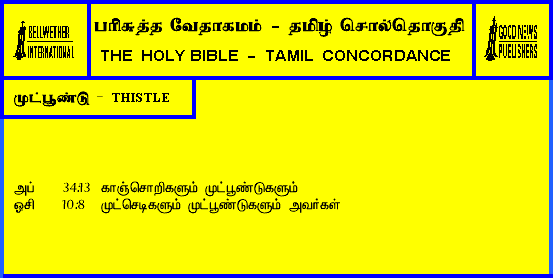 BELLWETHER
INTERNATIONAL
பரிசுத்த வேதாகமம் - தமிழ் சொல்தொகுதி
THE HOLY BIBLE - TAMIL CONCORDANCE
GOOD NEWS
PUBLISHERS
முட்பூண்டு - THISTLE
அப் 34:13 காஞ்சொறிகளும் முட்பூண்டுகளும்
ஓசி 10:8 முட்செடிகளும் முட்பூண்டுகளும் அவர்கள்